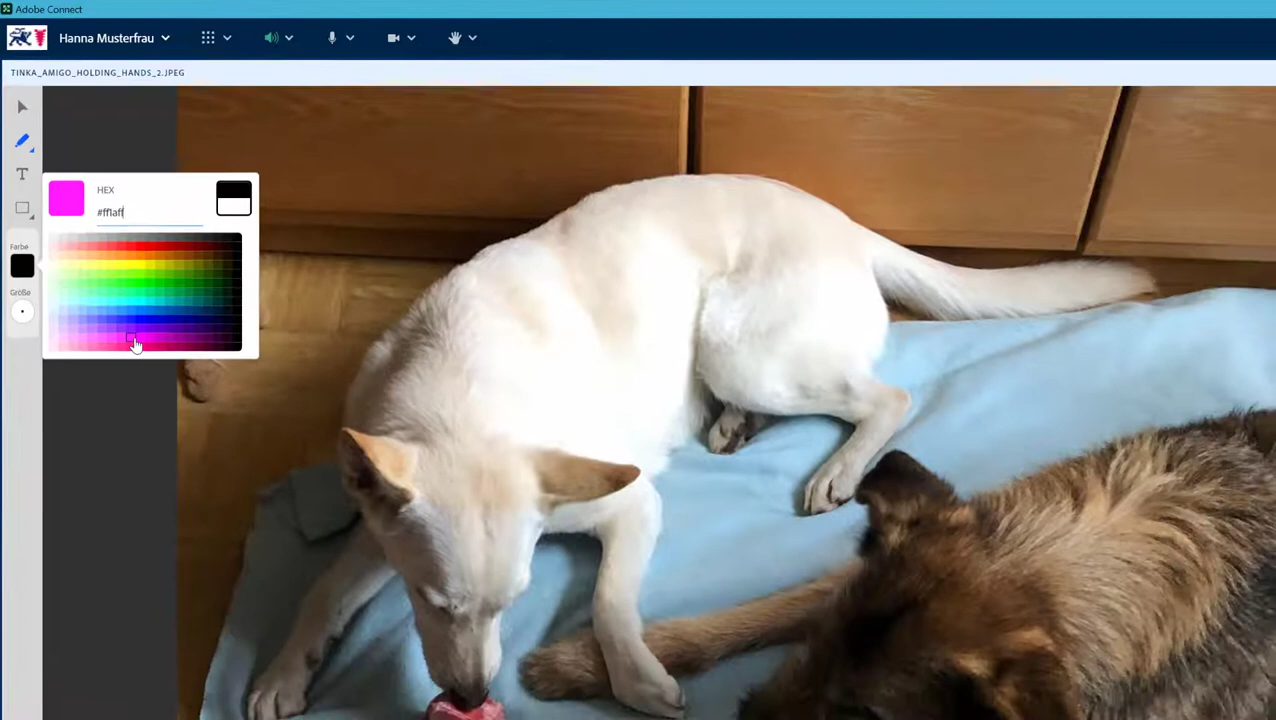 Adobe Connect
Hanna Musterfrau
TINKA_AMIGO_HOLDING_HANDS_2.JPEG
T
HEX
#ff1aff
Farbe
Größe